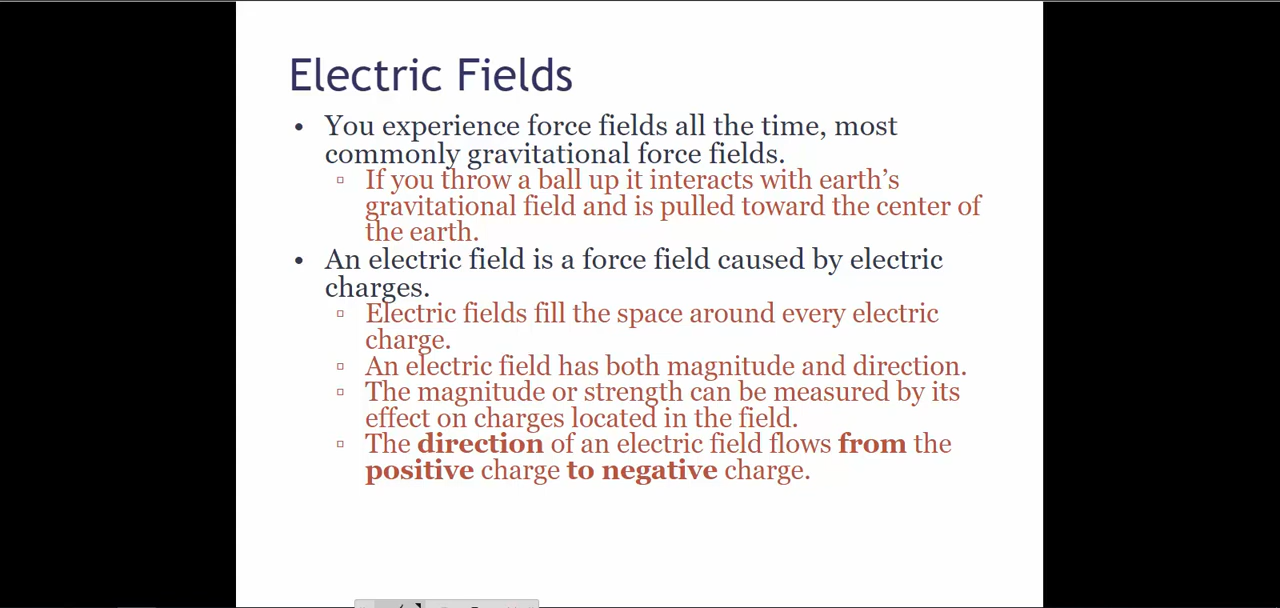 Electric Fields
• You experience force fields all the time, most
commonly gravitational force fields.
▫ If you throw a ball up it interacts with earth's
gravitational field and is pulled toward the center of
the earth.
• An electric field is a force field caused by electric
charges.
▫ Electric fields fill the space around every electric
charge.
▫ An electric field has both magnitude and direction.
▫ The magnitude or strength can be measured by its
effect on charges located in the field.
▫ The direction of an electric field flows from the
positive charge to negative charge.